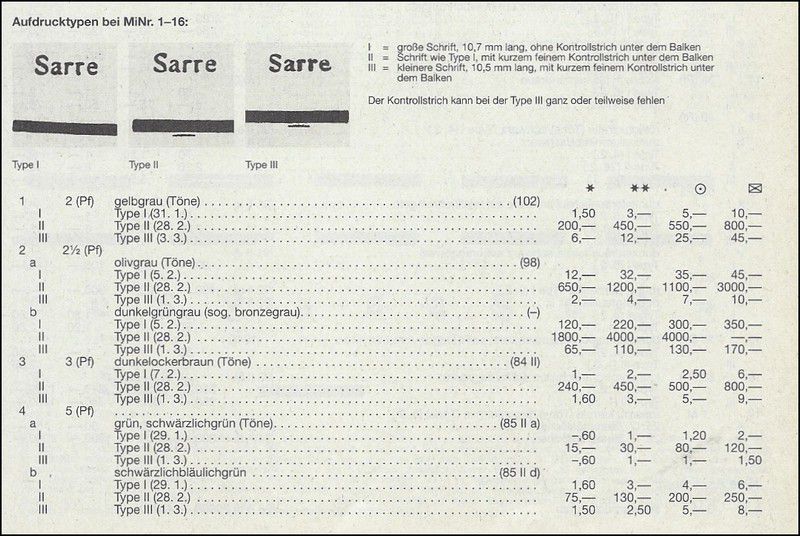 Aufdrucktypen bei MiNr. 1–16:
Sarre
Sarre
Sarre
I = große Schrift, 10,7 mm lang, ohne Kontrollstrich unter dem Balken
II = Schrift wie Type I, mit kurzem feinem Kontrollstrich unter dem Balken
III = kleinere Schrift, 10,5 mm lang, mit kurzem feinem Kontrollstrich unter
dem Balken
Der Kontrollstrich kann bei der Type III ganz oder teilweise fehlen
Type I
Type II
Type III
* ** ⊙ ✉
1 2 (Pf) gelbgrau (Töne) (102)
I Type I (31. 1.) 1,50 3,— 5,— 10,—
II Type II (28. 2.) 200,— 450,— 550,— 800,—
III Type III (3. 3.) 6,— 12,— 25,— 45,—
2 2½ (Pf)
a olivgrau (Töne) (98)
I Type I (5. 2.) 12,— 32,— 35,— 45,—
II Type II (28. 2.) 650,— 1200,— 1100,— 3000,—
III Type III (1. 3.) 2,— 4,— 7,— 10,—
b dunkelgrüngrau (sog. bronzegrau) (–)
I Type I (5. 2.) 120,— 220,— 300,— 350,—
II Type II (28. 2.) 1800,— 4000,— 4000,— —,—
III Type III (1. 3.) 65,— 110,— 130,— 170,—
3 3 (Pf) dunkelockerbraun (Töne) (84 II)
I Type I (7. 2.) 1,— 2,— 2,50 6,—
II Type II (28. 2.) 240,— 450,— 500,— 800,—
III Type III (1. 3.) 1,60 3,— 5,— 9,—
4 5 (Pf)
a grün, schwärzlichgrün (Töne) (85 II a)
I Type I (29. 1.) –,60 1,— 1,20 2,—
II Type II (28. 2.) 15,— 30,— 80,— 120,—
III Type III (1. 3.) –,60 1,— 1,— 1,50
b schwärzlichbläulichgrün (85 II d)
I Type I (29. 1.) 1,60 3,— 4,— 6,—
II Type II (28. 2.) 75,— 130,— 200,— 250,—
III Type III (1. 3.) 1,50 2,50 5,— 8,—